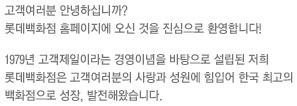 고객여러분 안녕하십니까?
롯데백화점 홈페이지에 오신 것을 진심으로 환영합니다!
1979년 고객제일이라는 경영이념을 바탕으로 설립된 저희
롯데백화점은 고객여러분의 사랑과 성원에 힘입어 한국 최고의
백화점으로 성장, 발전해왔습니다.